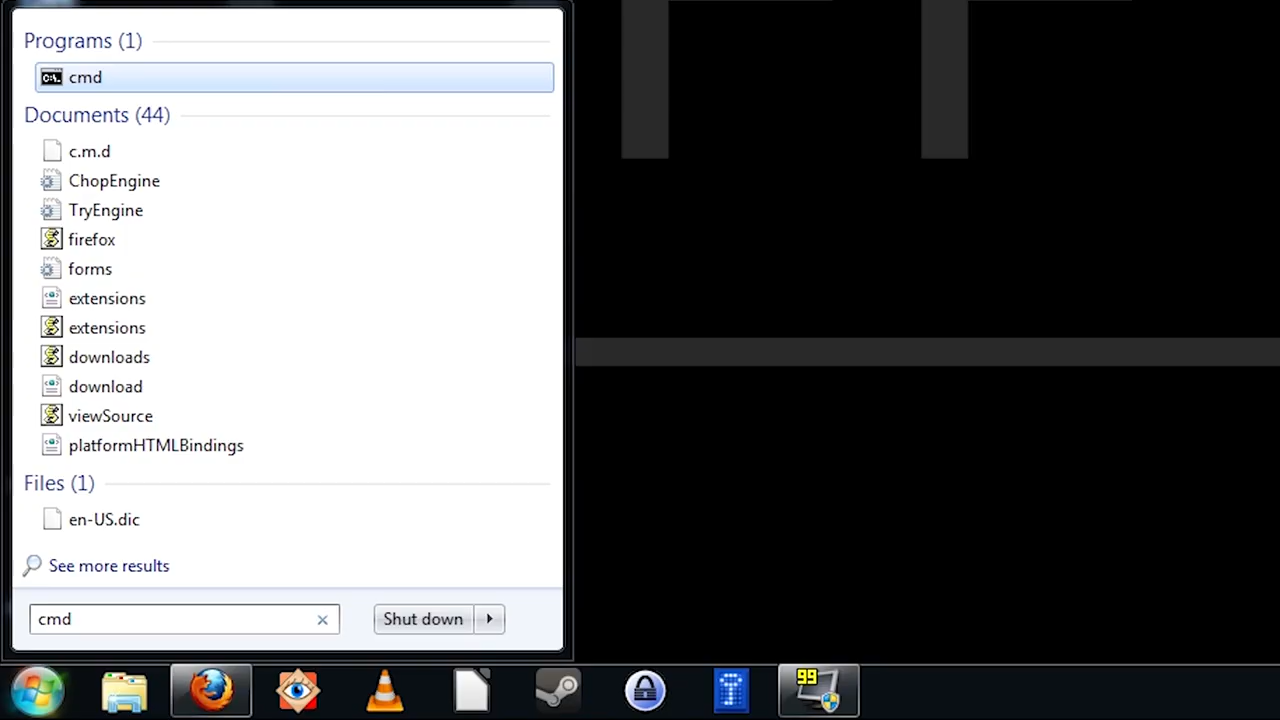 Programs (1)
cmd
Documents (44)
c.m.d
ChopEngine
TryEngine
firefox
forms
extensions
extensions
downloads
download
viewSource
platformHTMLBindings
Files (1)
en-US.dic
See more results
cmd
Shut down
99